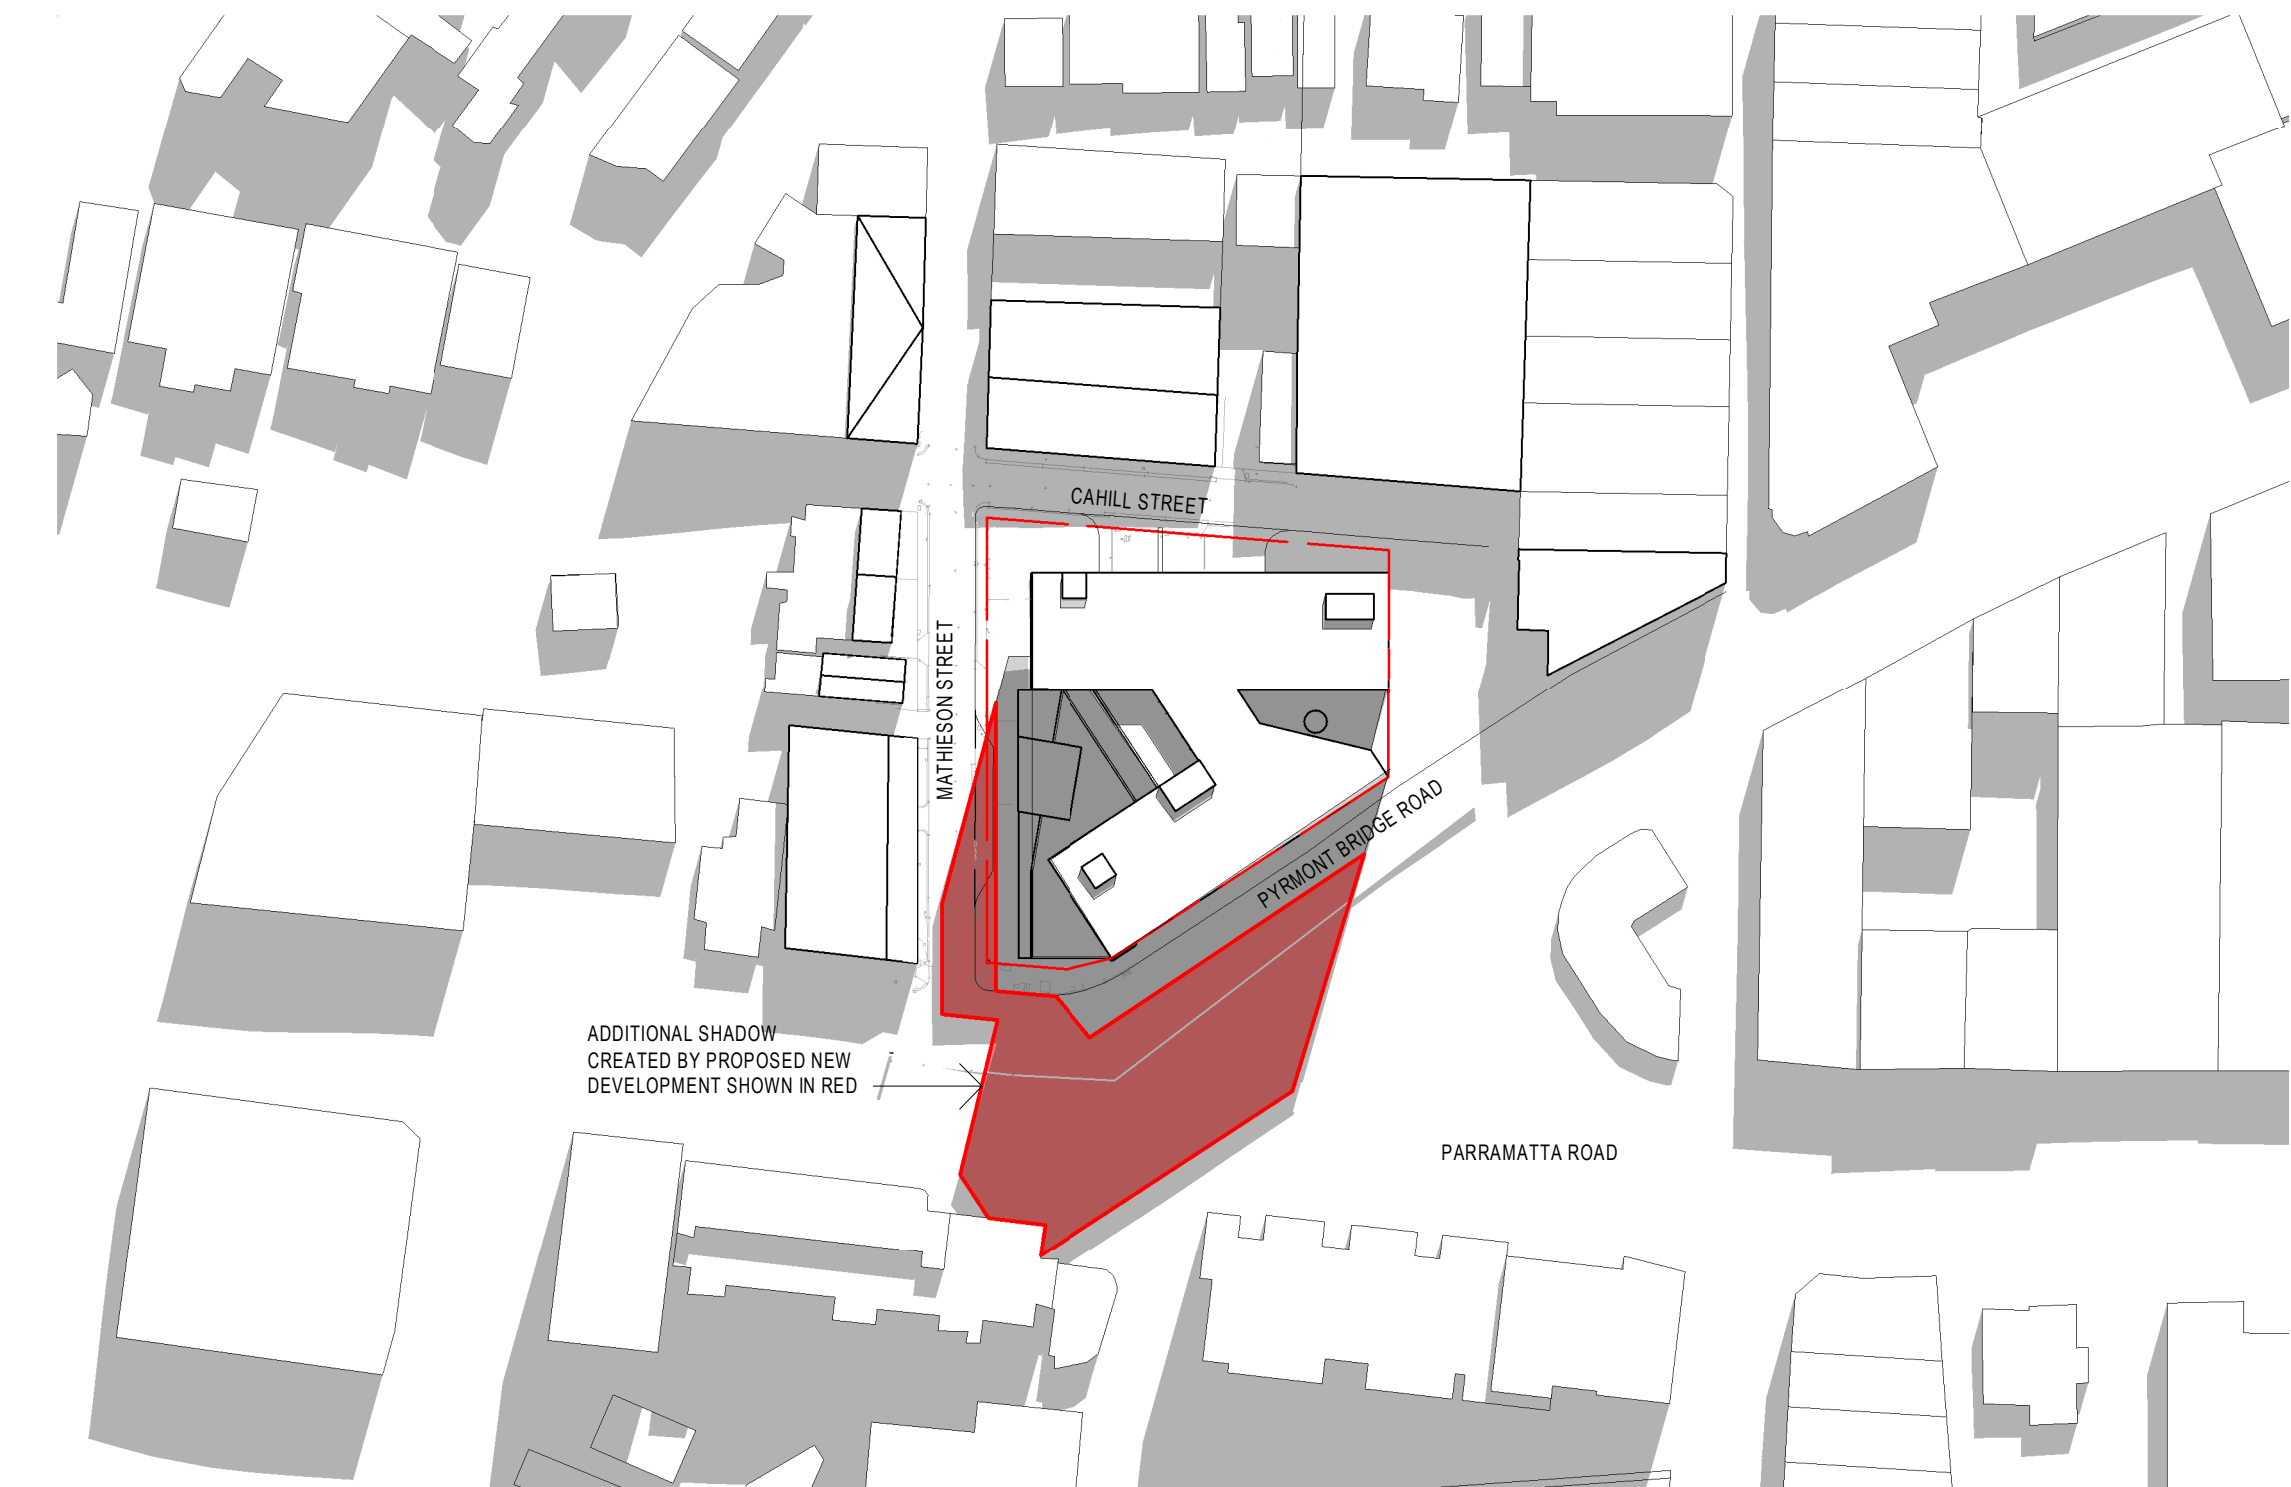 CAHILL STREET
MATHIESON STREET
PYRMONT BRIDGE ROAD
ADDITIONAL SHADOW
CREATED BY PROPOSED NEW
DEVELOPMENT SHOWN IN RED
PARRAMATTA ROAD